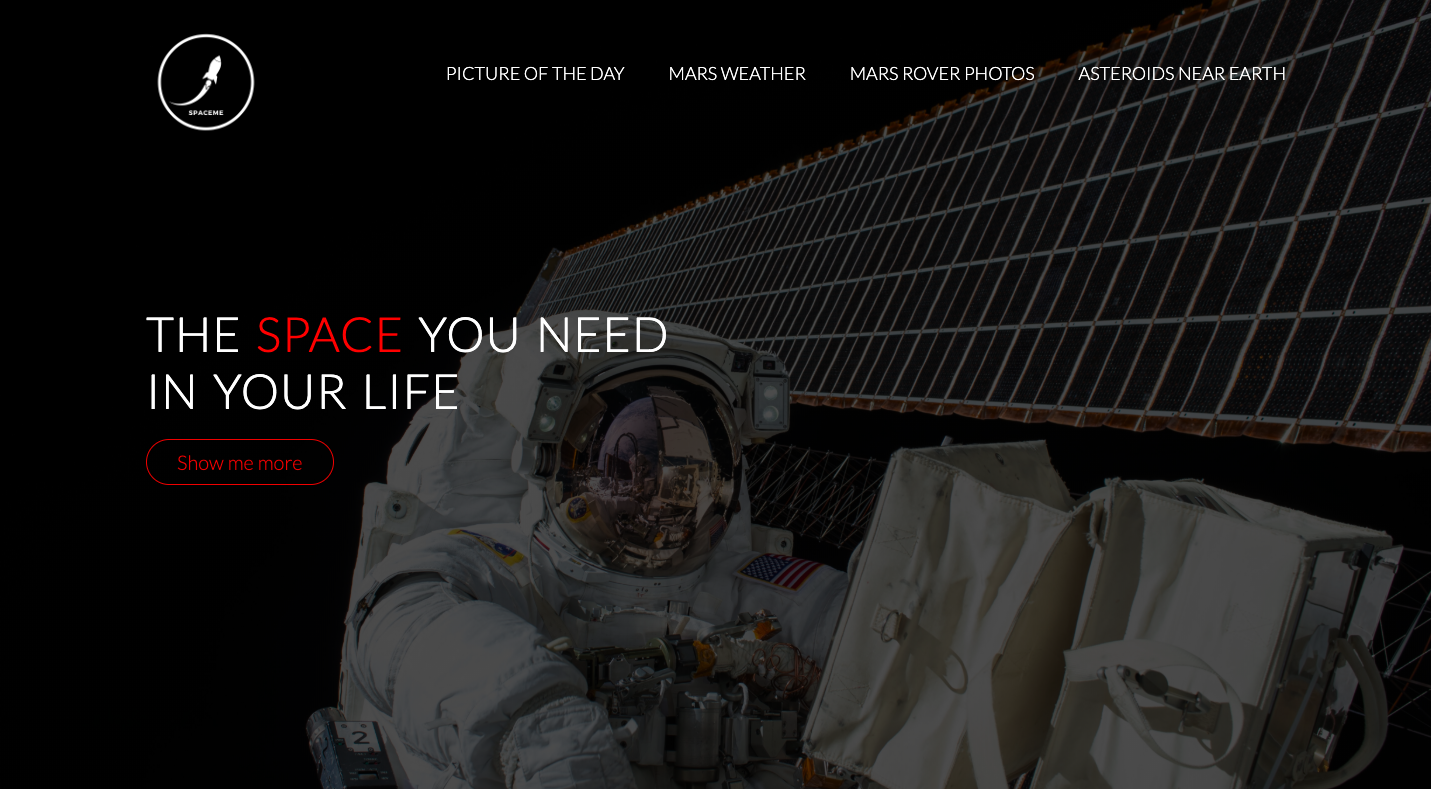 SPACEME
PICTURE OF THE DAY
MARS WEATHER
MARS ROVER PHOTOS
ASTEROIDS NEAR EARTH
THE SPACE YOU NEED
IN YOUR LIFE
Show me more
2